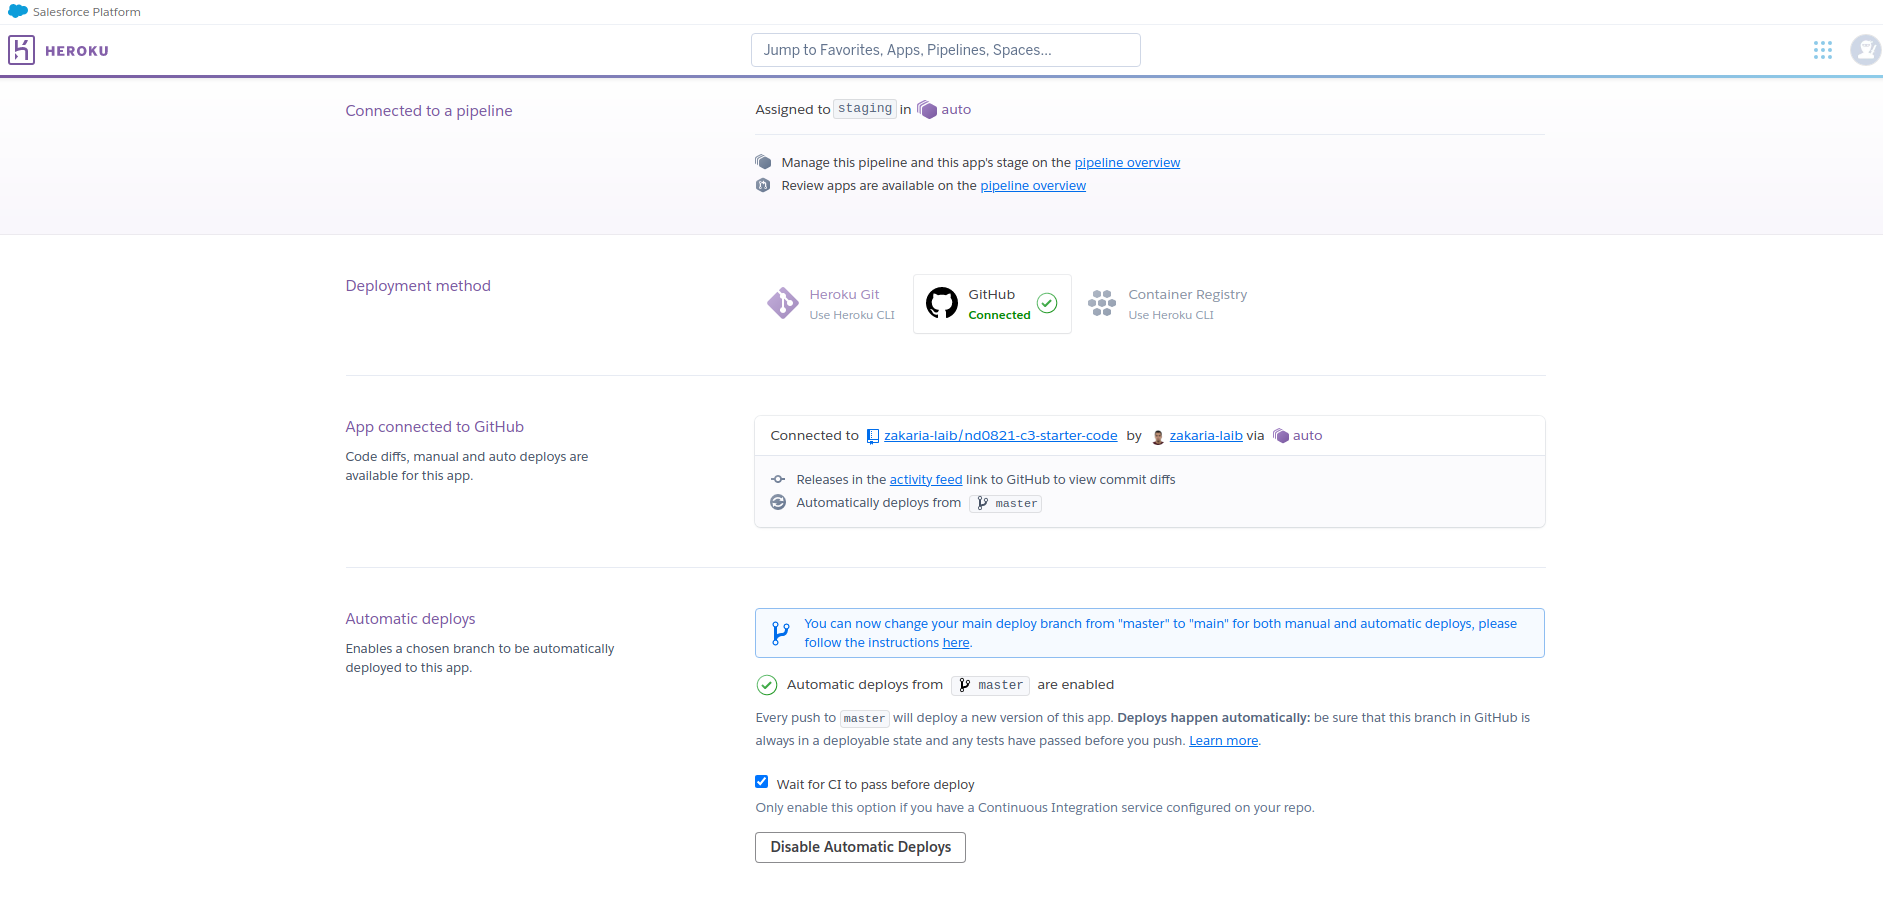 Salesforce Platform
HEROKU
Jump to Favorites, Apps, Pipelines, Spaces...
Connected to a pipeline
Assigned to staging in auto
Manage this pipeline and this app's stage on the pipeline overview
Review apps are available on the pipeline overview
Deployment method
Heroku Git
Use Heroku CLI
GitHub
Connected
Container Registry
Use Heroku CLI
App connected to GitHub
Code diffs, manual and auto deploys are
available for this app.
Connected to zakaria-laib/nd0821-c3-starter-code by zakaria-laib via auto
Releases in the activity feed link to GitHub to view commit diffs
Automatically deploys from master
Automatic deploys
Enables a chosen branch to be automatically
deployed to this app.
You can now change your main deploy branch from "master" to "main" for both manual and automatic deploys, please
follow the instructions here.
Automatic deploys from master are enabled
Every push to master will deploy a new version of this app. Deploys happen automatically: be sure that this branch in GitHub is
always in a deployable state and any tests have passed before you push. Learn more.
Wait for CI to pass before deploy
Only enable this option if you have a Continuous Integration service configured on your repo.
Disable Automatic Deploys